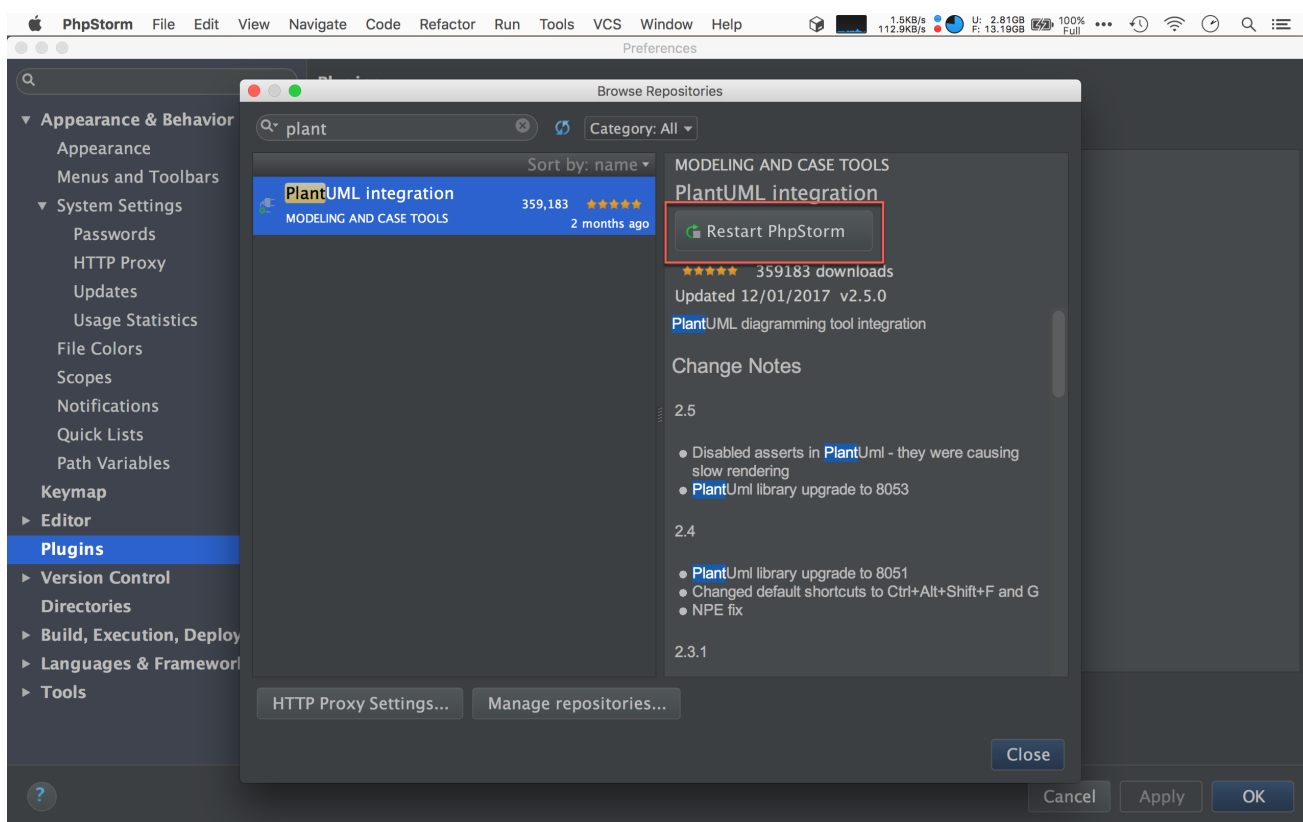 PhpStorm File Edit View Navigate Code Refactor Run Tools VCS Window Help 1.5KB/s 112.9KB/s U: 2.81GB F: 13.19GB 100% Full
Preferences
Browse Repositories
plant
Category: All
Appearance & Behavior
Appearance
Menus and Toolbars
System Settings
Passwords
HTTP Proxy
Updates
Usage Statistics
File Colors
Scopes
Notifications
Quick Lists
Path Variables
Keymap
Editor
Plugins
Version Control
Directories
Build, Execution, Deploy
Languages & Framewor
Tools
Sort by: name
PlantUML integration
MODELING AND CASE TOOLS
359,183
2 months ago
MODELING AND CASE TOOLS
PlantUML integration
Restart PhpStorm
359183 downloads
Updated 12/01/2017 v2.5.0
PlantUML diagramming tool integration
Change Notes
2.5
Disabled asserts in PlantUml - they were causing
slow rendering
PlantUml library upgrade to 8053
2.4
PlantUml library upgrade to 8051
Changed default shortcuts to Ctrl+Alt+Shift+F and G
NPE fix
2.3.1
HTTP Proxy Settings...
Manage repositories...
Close
?
Cancel
Apply
OK